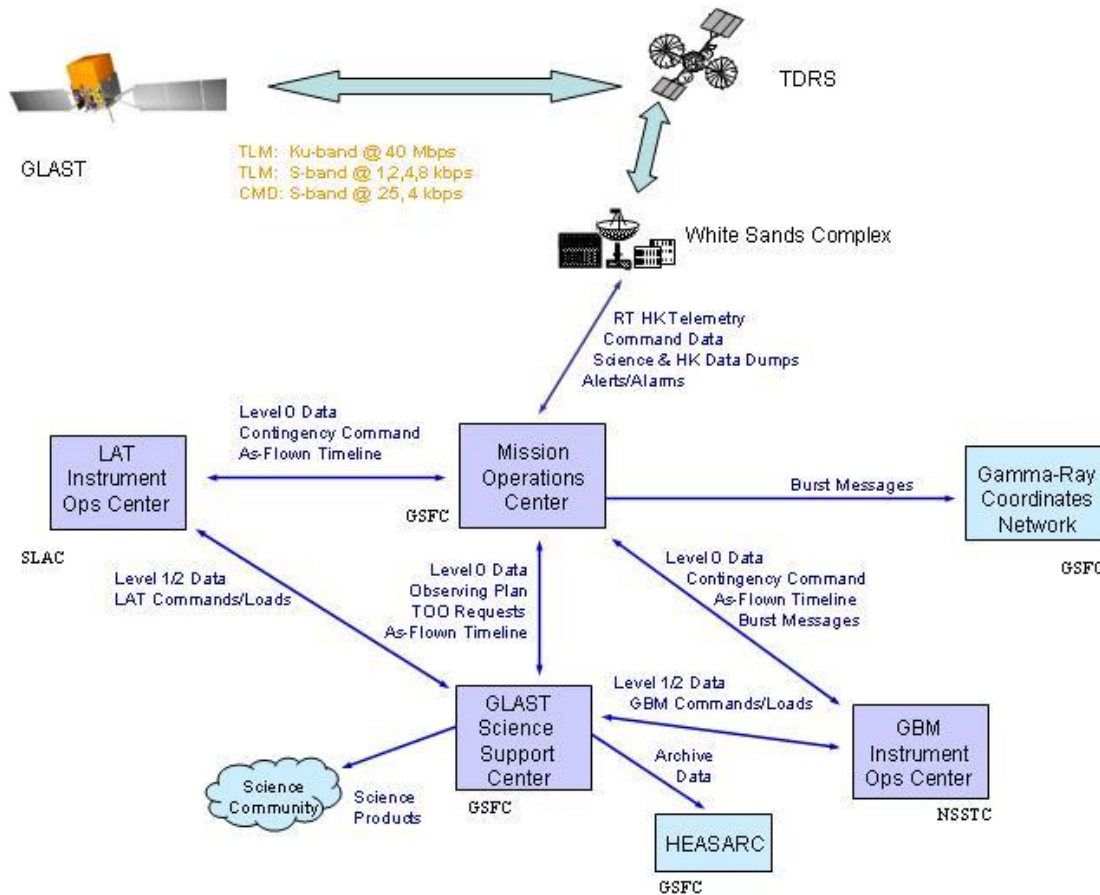 TDRS
GLAST
TLM: Ku-band @ 40 Mbps
TLM: S-band @ 1,2,4,8 kbps
CMD: S-band @ .25, 4 kbps
White Sands Complex
RT HK Telemetry
Command Data
Science & HK Data Dumps
Alerts/Alarms
Level 0 Data
Contingency Command
As-Flown Timeline
LAT
Instrument
Ops Center
SLAC
Mission
Operations
Center
GSFC
Burst Messages
Gamma-Ray
Coordinates
Network
GSFC
Level 1/2 Data
LAT Commands/Loads
Level 0 Data
Observing Plan
TOO Requests
As-Flown Timeline
Level 0 Data
Contingency Command
As-Flown Timeline
Burst Messages
GLAST
Science
Support
Center
GSFC
Level 1/2 Data
GBM Commands/Loads
GBM
Instrument
Ops Center
NSSTC
Science
Community
Science
Products
Archive
Data
HEASARC
GSFC